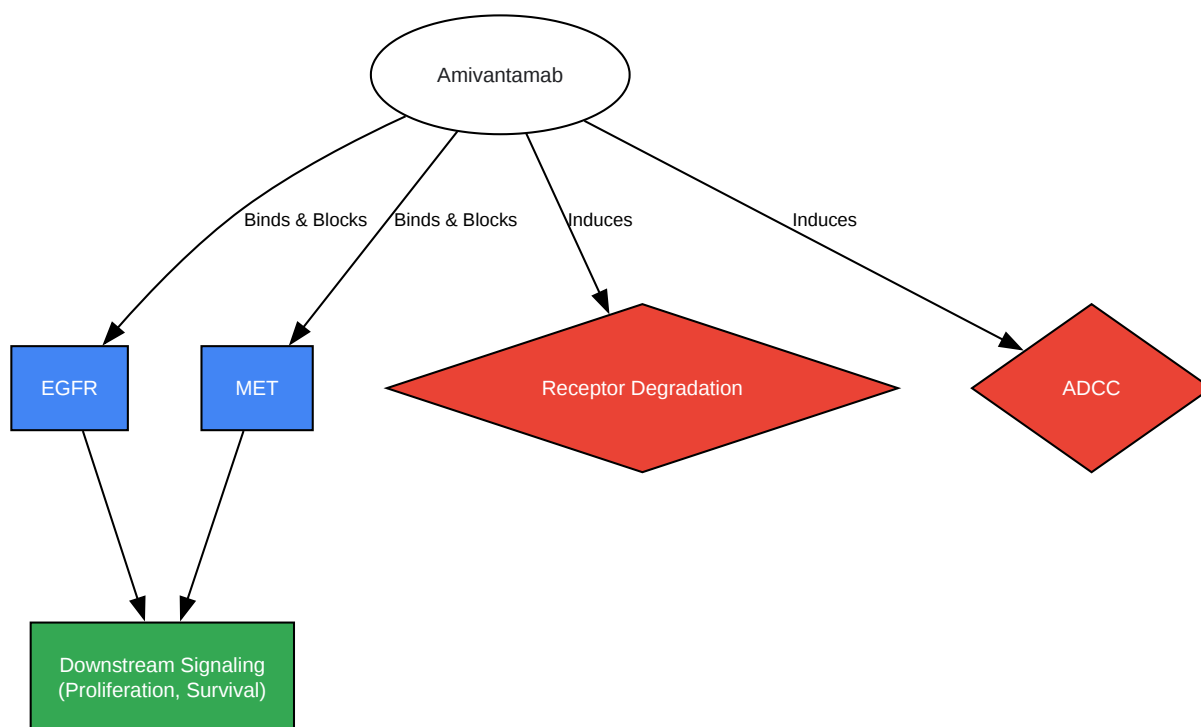 Amivantamab
Binds & Blocks
Binds & Blocks
Induces
Induces
EGFR
MET
Receptor Degradation
ADCC
Downstream Signaling
(Proliferation, Survival)